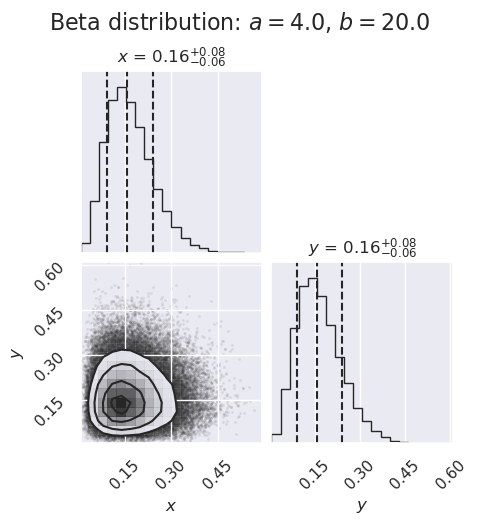 Beta distribution: a = 4.0, b = 20.0
x = 0.16^{+0.08}_{-0.06}
y = 0.16^{+0.08}_{-0.06}
0.60
0.45
0.30
0.15
y
0.15 0.30 0.45
x
0.15 0.30 0.45 0.60
y